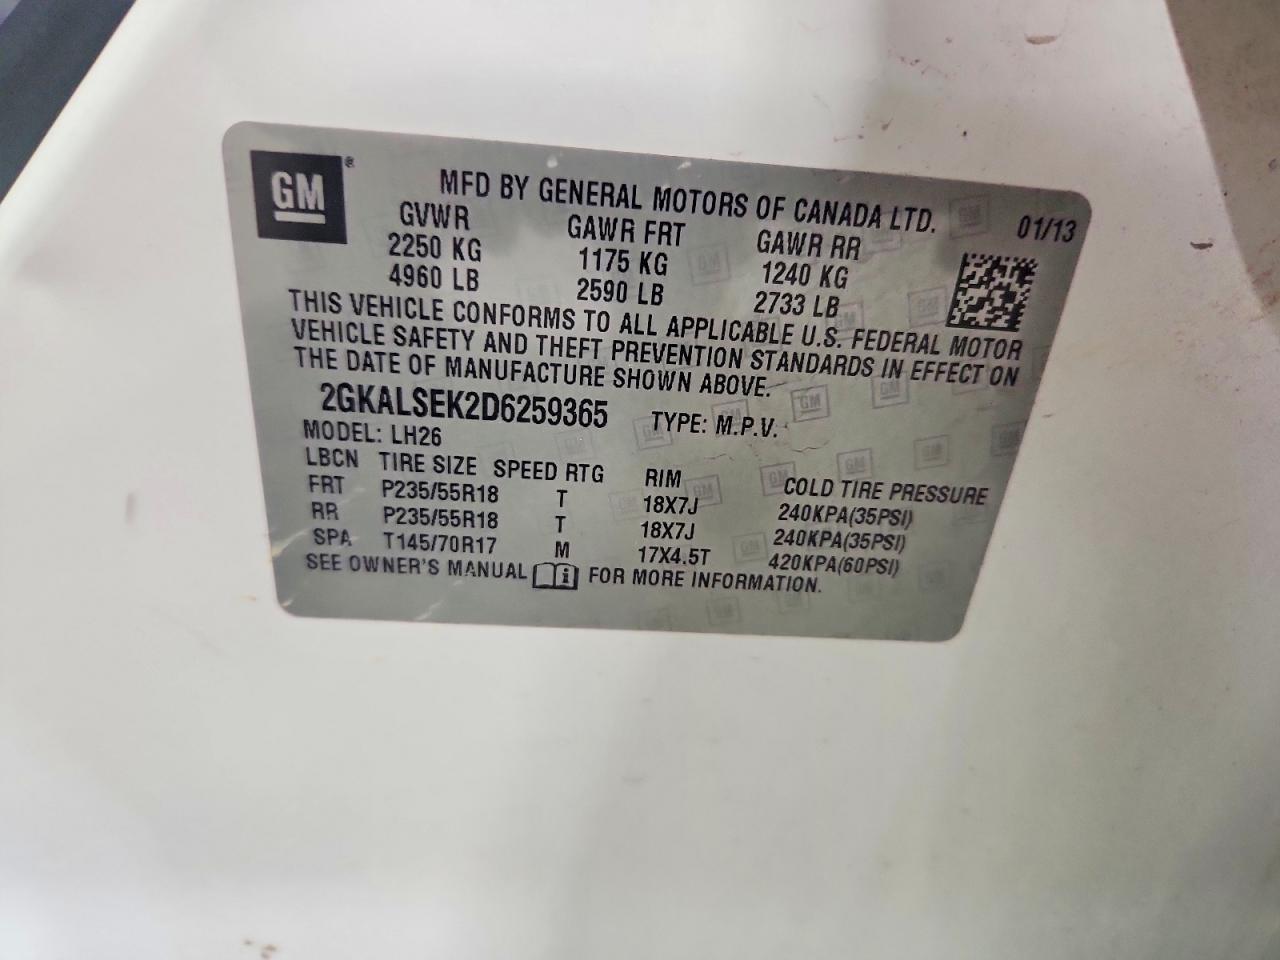 GM®
MFD BY GENERAL MOTORS OF CANADA LTD.
01/13
GVWR GAWR FRT GAWR RR
2250 KG 1175 KG 1240 KG
4960 LB 2590 LB 2733 LB
THIS VEHICLE CONFORMS TO ALL APPLICABLE U.S. FEDERAL MOTOR
VEHICLE SAFETY AND THEFT PREVENTION STANDARDS IN EFFECT ON
THE DATE OF MANUFACTURE SHOWN ABOVE.
2GKALSEK2D6259365 TYPE: M.P.V.
MODEL: LH26
LBCN TIRE SIZE SPEED RTG RIM COLD TIRE PRESSURE
FRT P235/55R18 T 18X7J 240KPA(35PSI)
RR P235/55R18 T 18X7J 240KPA(35PSI)
SPA T145/70R17 M 17X4.5T 420KPA(60PSI)
SEE OWNER'S MANUAL i FOR MORE INFORMATION.